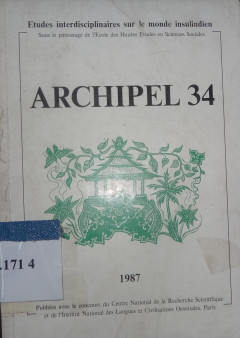 Etudes interdisciplinaires sur le monde insulindien
Sous le patronage de l'Ecole des Hautes Etudes en Sciences Sociales
ARCHIPEL 34
.171 4
1987
Publiées avec le concours du Centre National de la Recherche Scientifique
et de l'Institut National des Langues et Civilisations Orientales, Paris